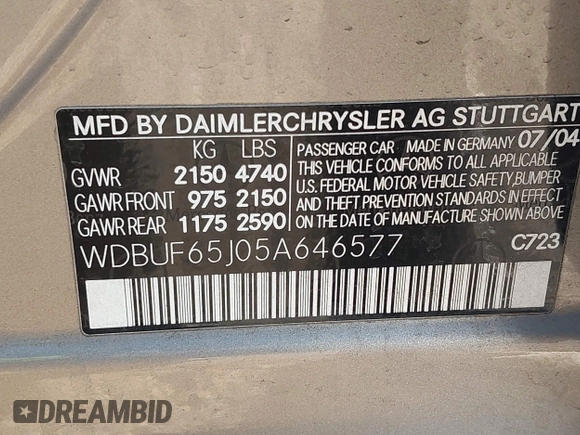 MFD BY DAIMLERCHRYSLER AG STUTTGART
KG LBS
GVWR 2150 4740
GAWR FRONT 975 2150
GAWR REAR 1175 2590
PASSENGER CAR MADE IN GERMANY 07/04
THIS VEHICLE CONFORMS TO ALL APPLICABLE
U.S. FEDERAL MOTOR VEHICLE SAFETY, BUMPER
AND THEFT PREVENTION STANDARDS IN EFFECT
ON THE DATE OF MANUFACTURE SHOWN ABOVE.
WDBUF65J05A646577
C723
DREAMBID